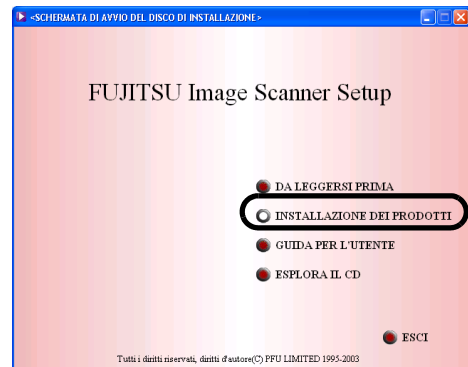 <SCHERMATA DI AVVIO DEL DISCO DI INSTALLAZIONE>
FUJITSU Image Scanner Setup
DA LEGGERSI PRIMA
INSTALLAZIONE DEI PRODOTTI
GUIDA PER L'UTENTE
ESPLORA IL CD
ESCI
Tutti i diritti riservati, diritti d'autore(C) PFU LIMITED 1995-2003